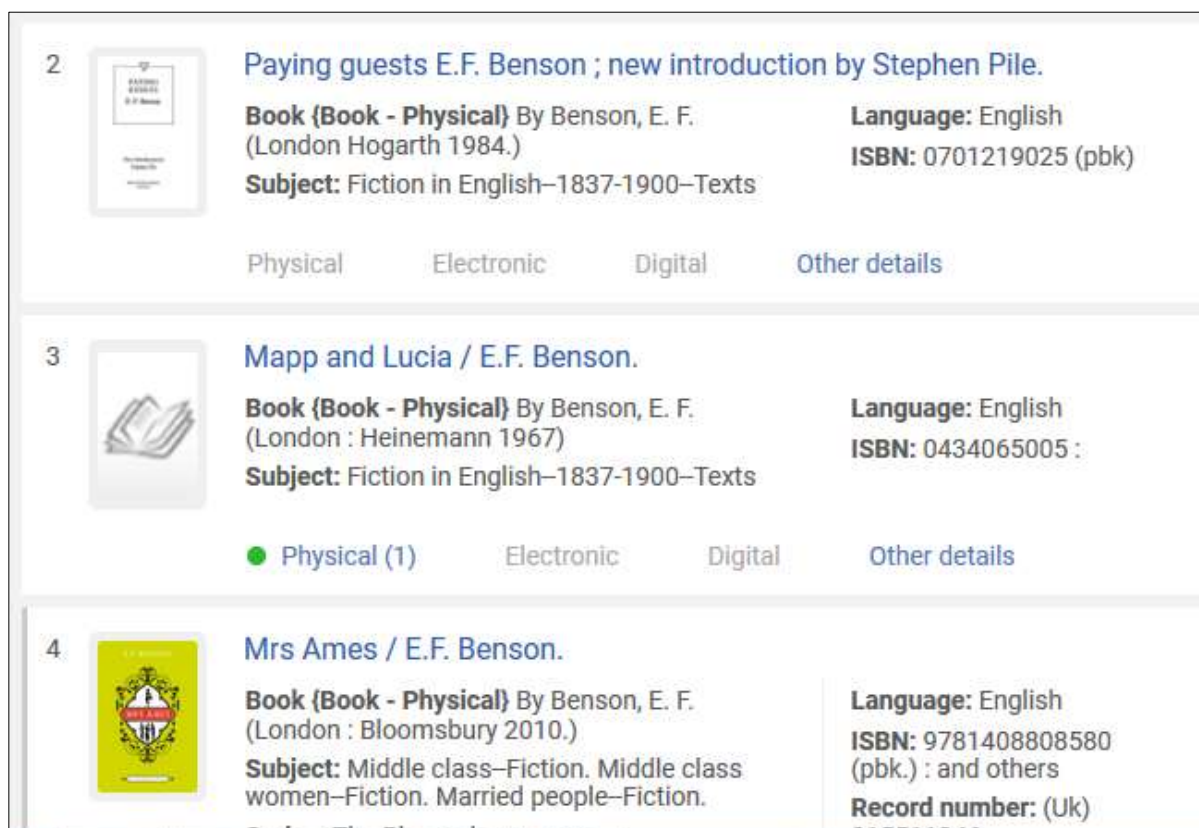 2
Paying guests E.F. Benson ; new introduction by Stephen Pile.
Book {Book - Physical} By Benson, E. F.
(London Hogarth 1984.)
Subject: Fiction in English--1837-1900--Texts
Language: English
ISBN: 0701219025 (pbk)
Physical Electronic Digital Other details
3
Mapp and Lucia / E.F. Benson.
Book {Book - Physical} By Benson, E. F.
(London : Heinemann 1967)
Subject: Fiction in English--1837-1900--Texts
Language: English
ISBN: 0434065005 :
Physical (1) Electronic Digital Other details
4
Mrs Ames / E.F. Benson.
Book {Book - Physical} By Benson, E. F.
(London : Bloomsbury 2010.)
Subject: Middle class--Fiction. Middle class
women--Fiction. Married people--Fiction.
Language: English
ISBN: 9781408808580
(pbk.) : and others
Record number: (Uk)